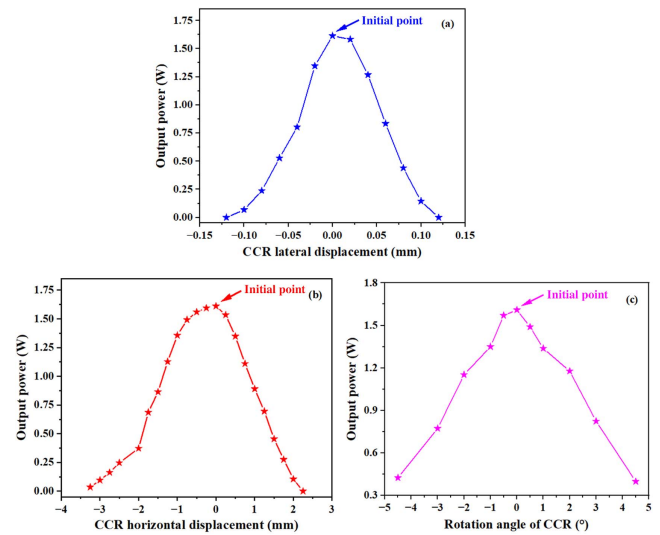 Initial point
(a)
1.75
1.50
1.25
1.00
0.75
0.50
0.25
0.00
Output power (W)
−0.15 −0.10 −0.05 0.00 0.05 0.10 0.15
CCR lateral displacement (mm)
Initial point
(b)
1.75
1.50
1.25
1.00
0.75
0.50
0.25
0.00
Output power (W)
−4 −3 −2 −1 0 1 2 3
CCR horizontal displacement (mm)
Initial point
(c)
1.8
1.5
1.2
0.9
0.6
0.3
Output power (W)
−5 −4 −3 −2 −1 0 1 2 3 4 5
Rotation angle of CCR (°)